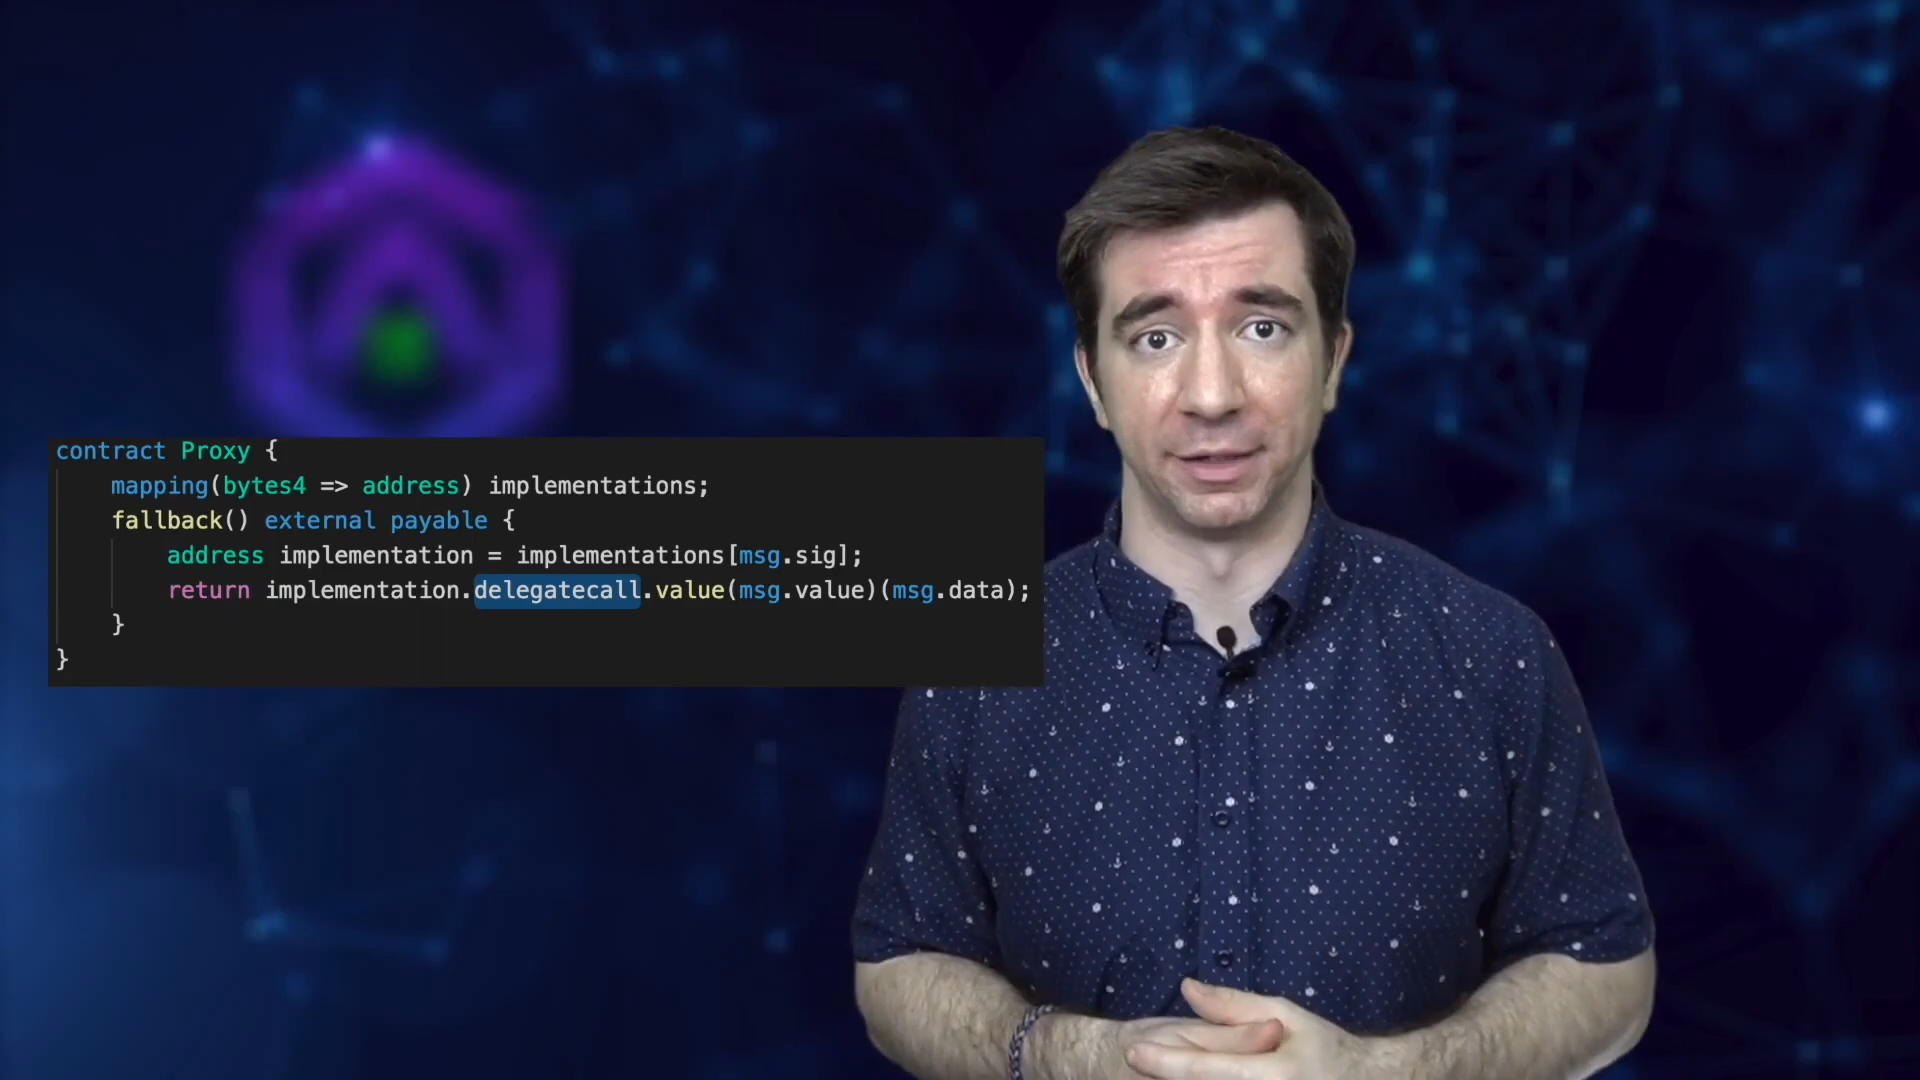 contract Proxy {
mapping(bytes4 => address) implementations;
fallback() external payable {
address implementation = implementations[msg.sig];
return implementation.delegatecall.value(msg.value)(msg.data);
}
}